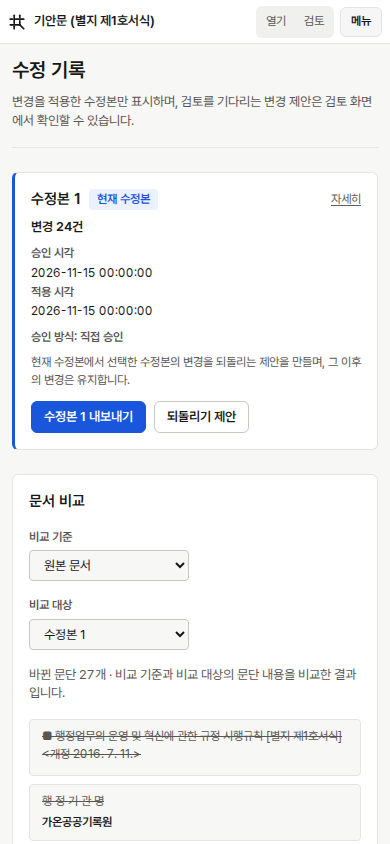 기안문 (별지 제1호서식)
열기
검토
메뉴
수정 기록
변경을 적용한 수정본만 표시하며, 검토를 기다리는 변경 제안은 검토 화면
에서 확인할 수 있습니다.
수정본 1
현재 수정본
자세히
변경 24건
승인 시각
2026-11-15 00:00:00
적용 시각
2026-11-15 00:00:00
승인 방식: 직접 승인
현재 수정본에서 선택한 수정본의 변경을 되돌리는 제안을 만들며, 그 이후
의 변경은 유지합니다.
수정본 1 내보내기
되돌리기 제안
문서 비교
비교 기준
원본 문서
비교 대상
수정본 1
바뀐 문단 27개 · 비교 기준과 비교 대상의 문단 내용을 비교한 결과
입니다.
■ 행정업무의 운영 및 혁신에 관한 규정 시행규칙 [별지 제1호서식]
<개정 2016. 7. 11.>
행 정 기 관 명
가온공공기록원